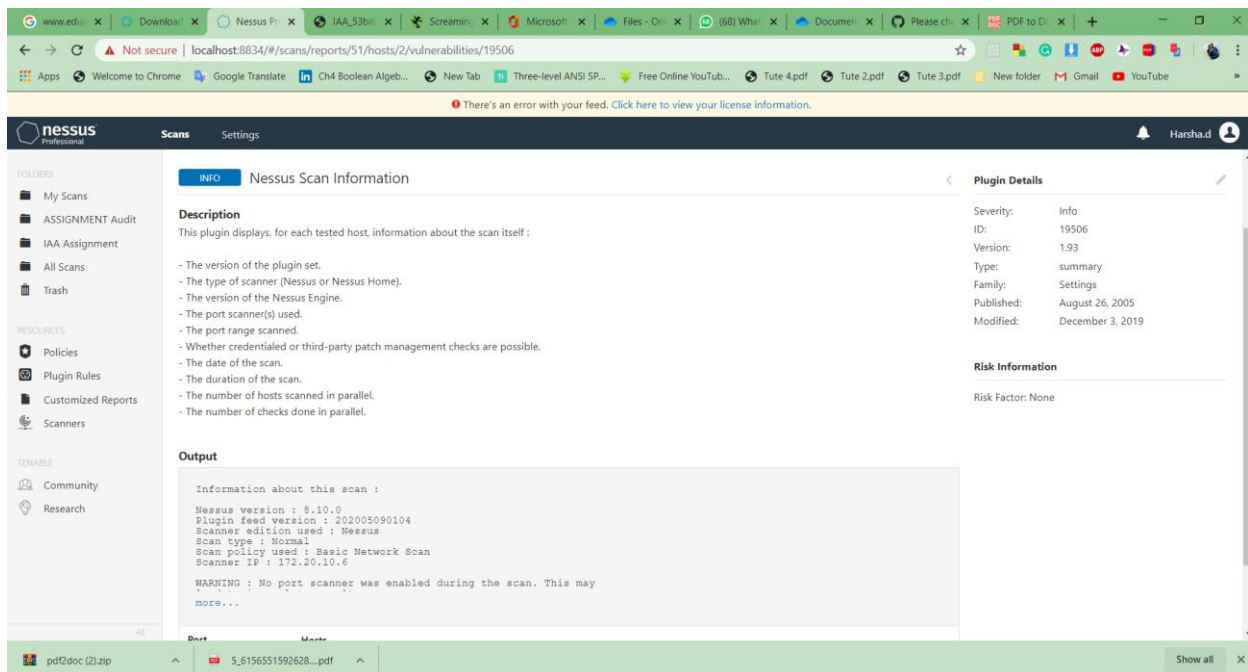 www.edup
Download
Nessus Pr
IAA_53bi
Screaming
Microsoft
Files - On
(68) What
Document
Please che
PDF to DO
Not secure | localhost:8834/#/scans/reports/51/hosts/2/vulnerabilities/19506
Apps Welcome to Chrome Google Translate Ch4 Boolean Algeb... New Tab Three-level ANSI SP... Free Online YouTub... Tute 4.pdf Tute 2.pdf Tute 3.pdf New folder Gmail YouTube »
There's an error with your feed. Click here to view your license information.
nessus Professional Scans Settings Harsha.d
FOLDERS
My Scans
ASSIGNMENT Audit
IAA Assignment
All Scans
Trash
RESOURCES
Policies
Plugin Rules
Customized Reports
Scanners
TENABLE
Community
Research
INFO Nessus Scan Information
Description
This plugin displays, for each tested host, information about the scan itself :
- The version of the plugin set.
- The type of scanner (Nessus or Nessus Home).
- The version of the Nessus Engine.
- The port scanner(s) used.
- The port range scanned.
- Whether credentialed or third-party patch management checks are possible.
- The date of the scan.
- The duration of the scan.
- The number of hosts scanned in parallel.
- The number of checks done in parallel.
Output
Information about this scan :
Nessus version : 8.10.0
Plugin feed version : 202005090104
Scanner edition used : Nessus
Scan type : Normal
Scan policy used : Basic Network Scan
Scanner IP : 172.20.10.6
WARNING : No port scanner was enabled during the scan. This may
more...
Port Hosts
Plugin Details
Severity: Info
ID: 19506
Version: 1.93
Type: summary
Family: Settings
Published: August 26, 2005
Modified: December 3, 2019
Risk Information
Risk Factor: None
pdf2doc (2).zip 5_6156551592628....pdf Show all